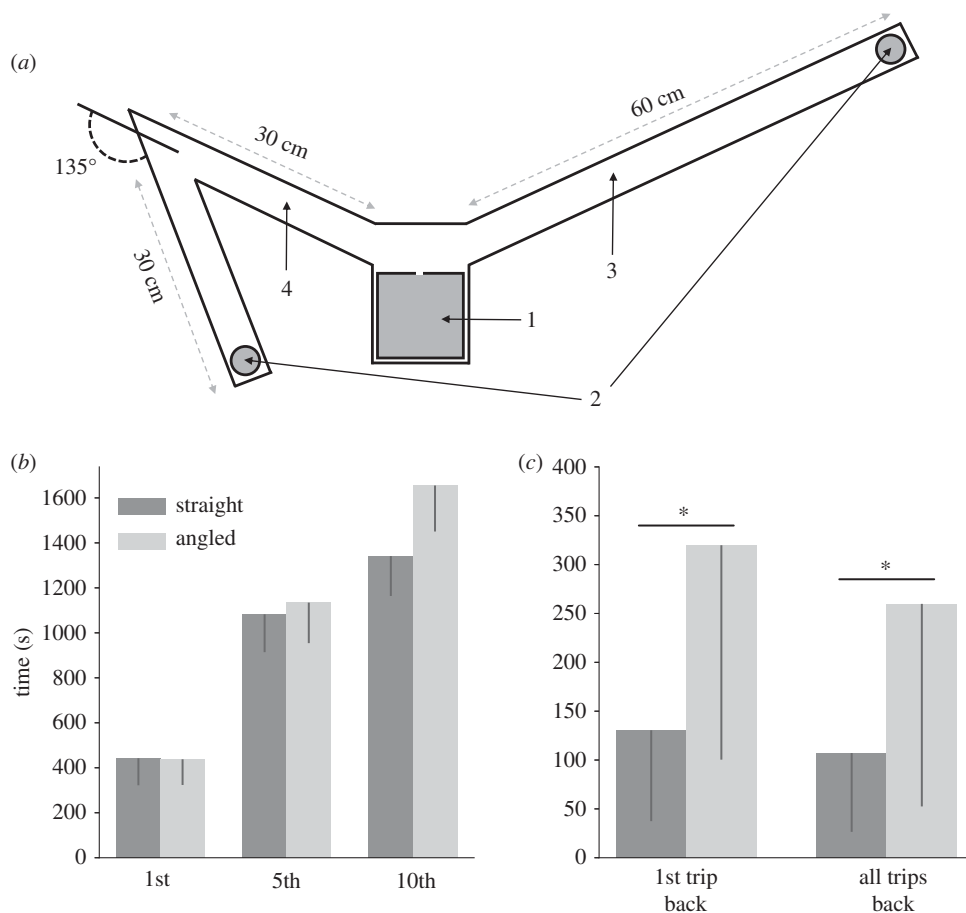 (a)
60 cm
30 cm
135°
30 cm
4
3
1
2
(b)
time (s)
1600
1400
1200
1000
800
600
400
200
0
straight
angled
1st
5th
10th
(c)
400
350
300
250
200
150
100
50
0
*
*
1st trip
back
all trips
back